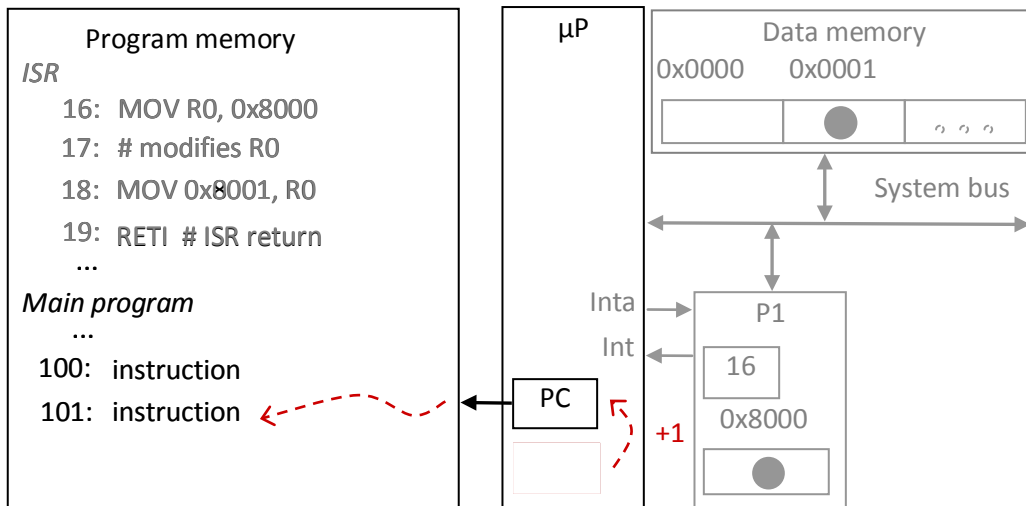 Program memory
ISR
16: MOV R0, 0x8000
17: # modifies R0
18: MOV 0x8001, R0
19: RETI # ISR return
...
Main program
...
100: instruction
101: instruction
µP
PC
+1
Inta
Int
Data memory
0x0000 0x0001
System bus
P1
16
0x8000